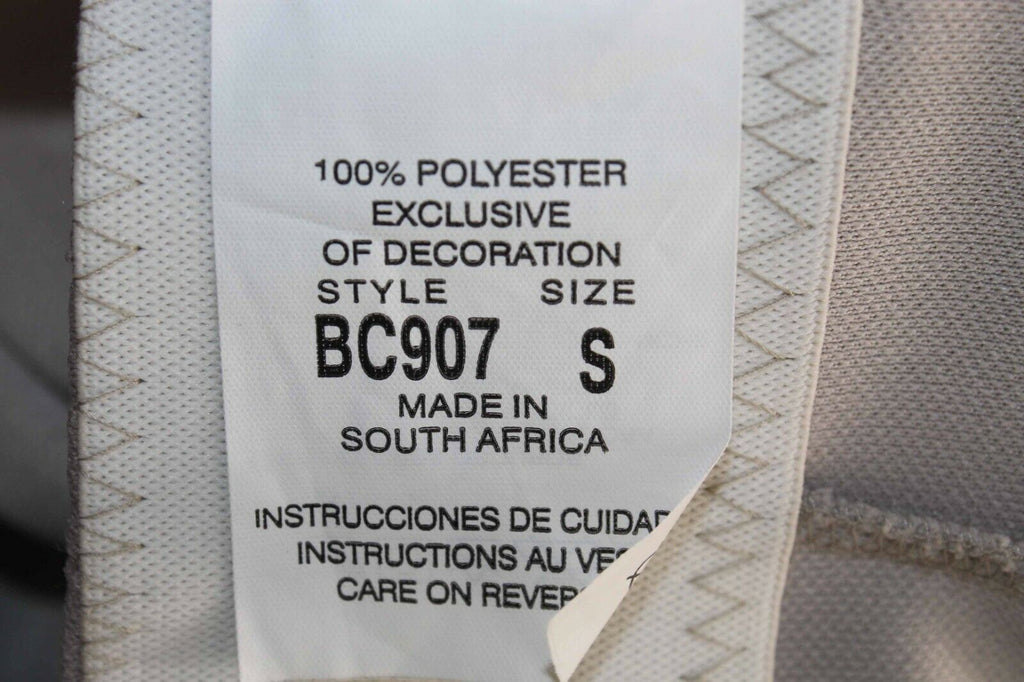 100% POLYESTER
EXCLUSIVE
OF DECORATION
STYLE SIZE
BC907 S
MADE IN
SOUTH AFRICA
INSTRUCCIONES DE
INSTRUCTIONS AU
CARE ON